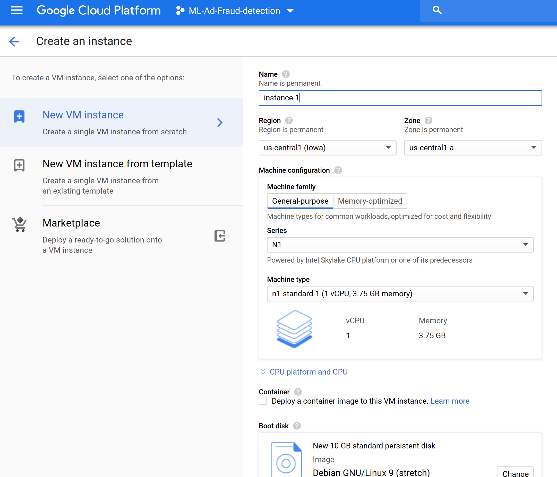 Google Cloud Platform
ML-Ad-Fraud-detection
Create an instance
To create a VM instance, select one of the options:
New VM instance
Create a single VM instance from scratch
New VM instance from template
Create a single VM instance from
an existing template
Marketplace
Deploy a ready-to-go solution onto
a VM instance
Name
Name is permanent
instance-1
Region
Region is permanent
Zone
Zone is permanent
us-central1 (Iowa)
us-central1-a
Machine configuration
Machine family
General-purpose
Memory-optimized
Machine types for common workloads, optimized for cost and flexibility
Series
N1
Powered by Intel Skylake CPU platform or one of its predecessors
Machine type
n1-standard-1 (1 vCPU, 3.75 GB memory)
vCPU
Memory
1
3.75 GB
CPU platform and CPU
Container
Deploy a container image to this VM instance. Learn more
Boot disk
New 10 GB standard persistent disk
Image
Debian GNU/Linux 9 (stretch)
Change